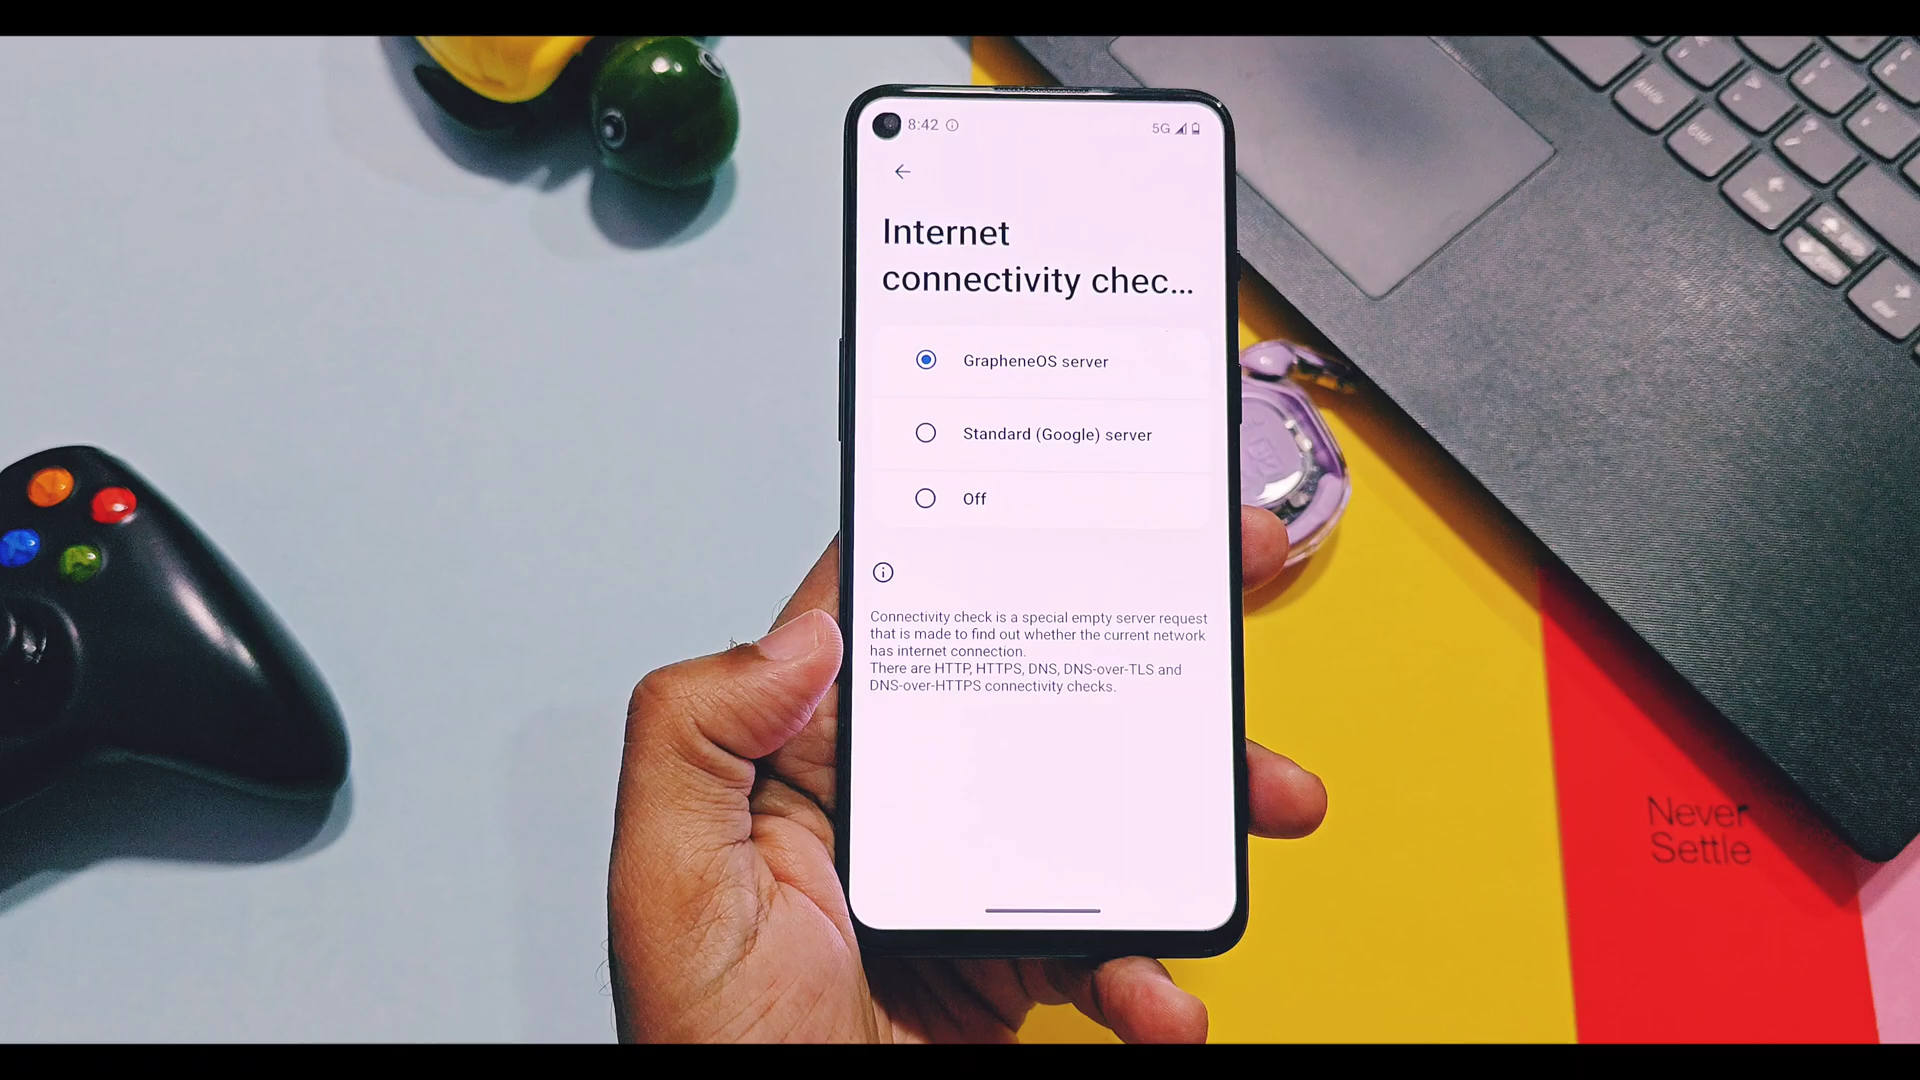 8:42
5G
Internet
connectivity chec...
GrapheneOS server
Standard (Google) server
Off
Connectivity check is a special empty server request
that is made to find out whether the current network
has internet connection.
There are HTTP, HTTPS, DNS, DNS-over-TLS and
DNS-over-HTTPS connectivity checks.
Never
Settle